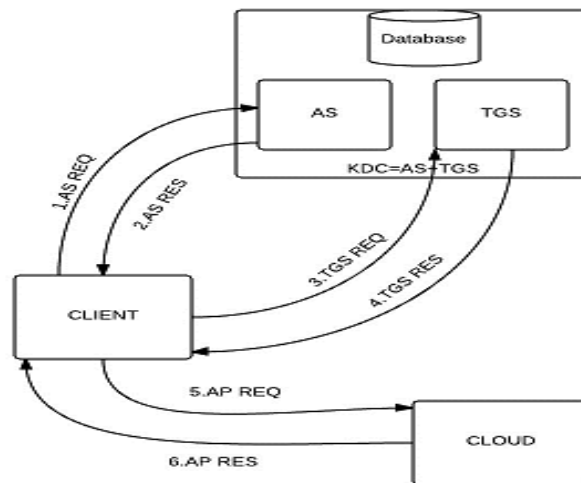 Database
AS
TGS
KDC=AS+TGS
1.AS REQ
2.AS RES
3.TGS REQ
4.TGS RES
CLIENT
5.AP REQ
6.AP RES
CLOUD